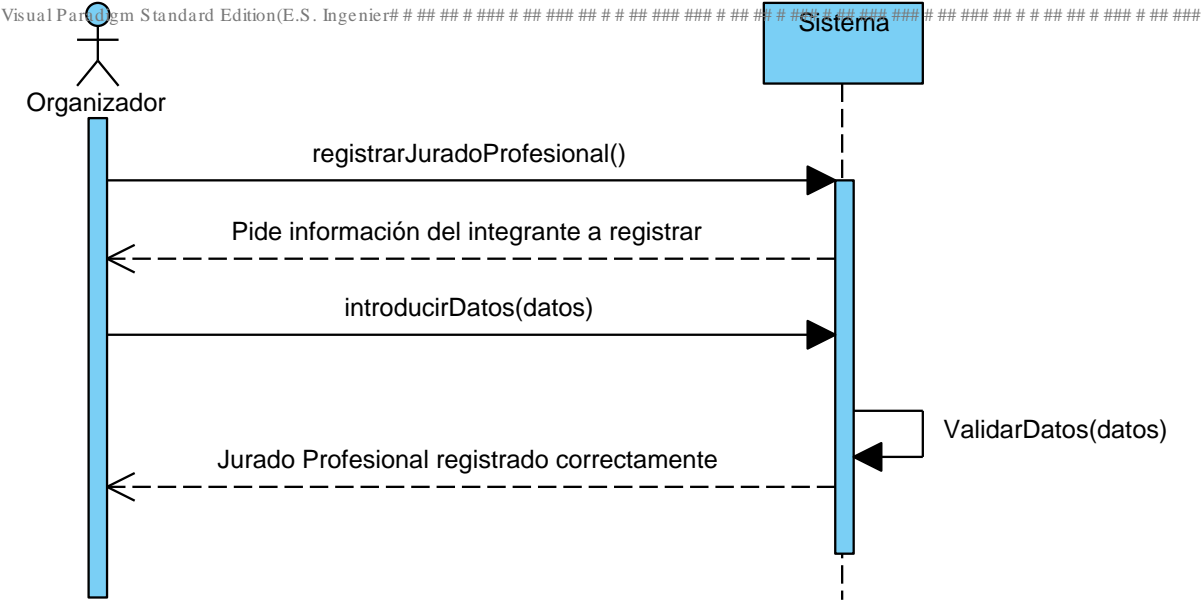 Visual Paradigm Standard Edition(E.S. Ingenier# # ## ## # ### # ## ### ## # # ## ### ### # ## ## # ### # ## ### ### # ## ### ## # # ## ## # ### # ## ###
Sistema
Organizador
registrarJuradoProfesional()
Pide información del integrante a registrar
introducirDatos(datos)
ValidarDatos(datos)
Jurado Profesional registrado correctamente